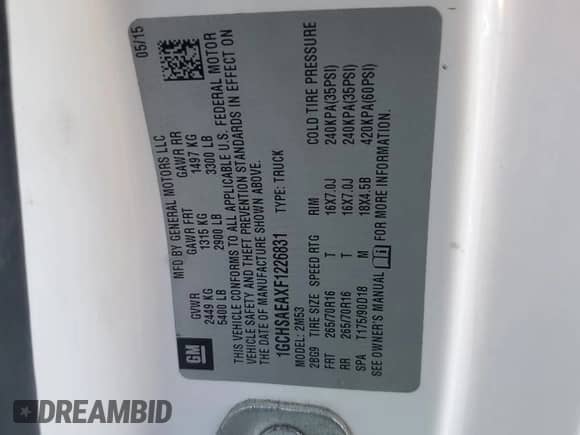 MFD BY GENERAL MOTORS LLC 05/15
GVWR GAWR FRT GAWR RR
2449 KG 1315 KG 1497 KG
5400 LB 2900 LB 3300 LB
THIS VEHICLE CONFORMS TO ALL APPLICABLE U.S. FEDERAL MOTOR
VEHICLE SAFETY AND THEFT PREVENTION STANDARDS IN EFFECT ON
THE DATE OF MANUFACTURE SHOWN ABOVE.
1GCHSAEAXF1226831 TYPE: TRUCK
MODEL: 2M53
2BG9 TIRE SIZE SPEED RTG RIM COLD TIRE PRESSURE
FRT 265/70R16 T 16X7.0J 240KPA(35PSI)
RR 265/70R16 T 16X7.0J 240KPA(35PSI)
SPA T175/90D18 M 18X4.5B 420KPA(60PSI)
SEE OWNER'S MANUAL FOR MORE INFORMATION.
GM
DREAMBID